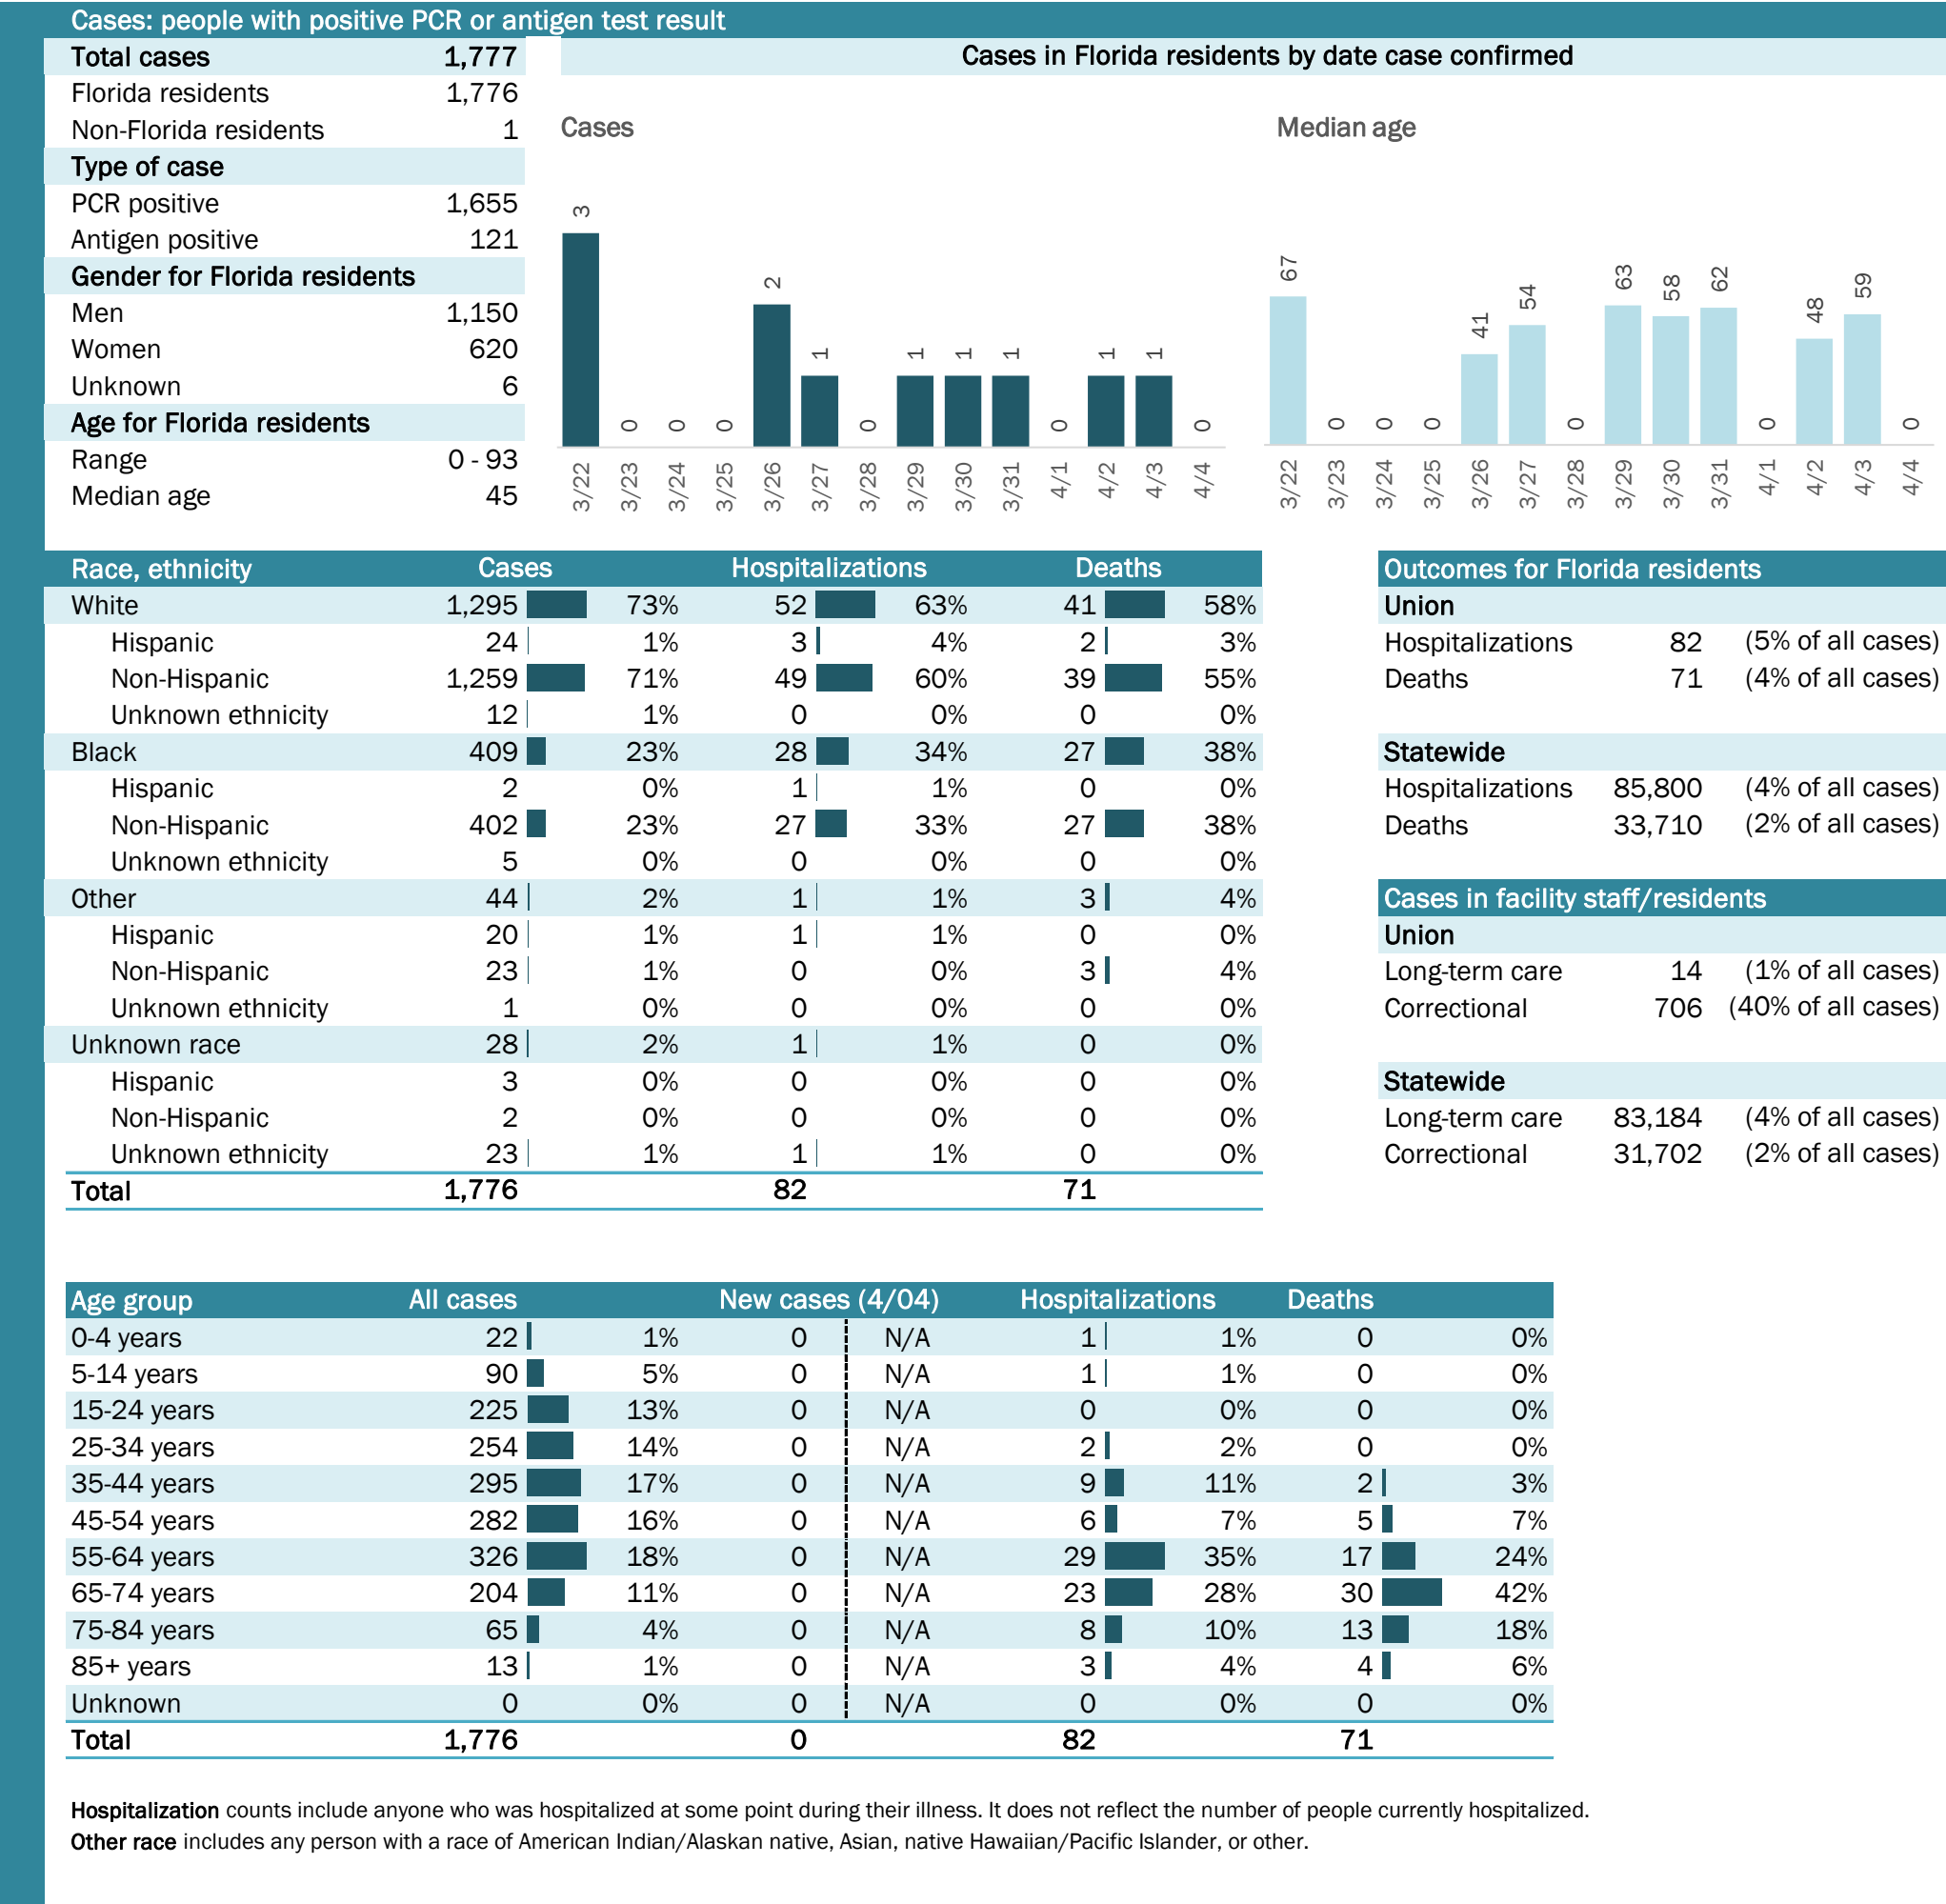 Cases: people with positive PCR or antigen test result
Total cases 1,777
Florida residents 1,776
Non-Florida residents 1
Type of case
PCR positive 1,655
Antigen positive 121
Gender for Florida residents
Men 1,150
Women 620
Unknown 6
Age for Florida residents
Range 0 - 93
Median age 45
Cases in Florida residents by date case confirmed
Cases
3 0 0 0 2 1 0 1 1 1 0 1 1 0
3/22 3/23 3/24 3/25 3/26 3/27 3/28 3/29 3/30 3/31 4/1 4/2 4/3 4/4
Median age
67 0 0 0 41 54 0 63 58 62 0 48 59 0
3/22 3/23 3/24 3/25 3/26 3/27 3/28 3/29 3/30 3/31 4/1 4/2 4/3 4/4
Race, ethnicity Cases Hospitalizations Deaths
White 1,295 73% 52 63% 41 58%
Hispanic 24 1% 3 4% 2 3%
Non-Hispanic 1,259 71% 49 60% 39 55%
Unknown ethnicity 12 1% 0 0% 0 0%
Black 409 23% 28 34% 27 38%
Hispanic 2 0% 1 1% 0 0%
Non-Hispanic 402 23% 27 33% 27 38%
Unknown ethnicity 5 0% 0 0% 0 0%
Other 44 2% 1 1% 3 4%
Hispanic 20 1% 1 1% 0 0%
Non-Hispanic 23 1% 0 0% 3 4%
Unknown ethnicity 1 0% 0 0% 0 0%
Unknown race 28 2% 1 1% 0 0%
Hispanic 3 0% 0 0% 0 0%
Non-Hispanic 2 0% 0 0% 0 0%
Unknown ethnicity 23 1% 1 1% 0 0%
Total 1,776 82 71
Outcomes for Florida residents
Union
Hospitalizations 82 (5% of all cases)
Deaths 71 (4% of all cases)
Statewide
Hospitalizations 85,800 (4% of all cases)
Deaths 33,710 (2% of all cases)
Cases in facility staff/residents
Union
Long-term care 14 (1% of all cases)
Correctional 706 (40% of all cases)
Statewide
Long-term care 83,184 (4% of all cases)
Correctional 31,702 (2% of all cases)
Age group All cases New cases (4/04) Hospitalizations Deaths
0-4 years 22 1% 0 N/A 1 1% 0 0%
5-14 years 90 5% 0 N/A 1 1% 0 0%
15-24 years 225 13% 0 N/A 0 0% 0 0%
25-34 years 254 14% 0 N/A 2 2% 0 0%
35-44 years 295 17% 0 N/A 9 11% 2 3%
45-54 years 282 16% 0 N/A 6 7% 5 7%
55-64 years 326 18% 0 N/A 29 35% 17 24%
65-74 years 204 11% 0 N/A 23 28% 30 42%
75-84 years 65 4% 0 N/A 8 10% 13 18%
85+ years 13 1% 0 N/A 3 4% 4 6%
Unknown 0 0% 0 N/A 0 0% 0 0%
Total 1,776 0 82 71
Hospitalization counts include anyone who was hospitalized at some point during their illness. It does not reflect the number of people currently hospitalized.
Other race includes any person with a race of American Indian/Alaskan native, Asian, native Hawaiian/Pacific Islander, or other.